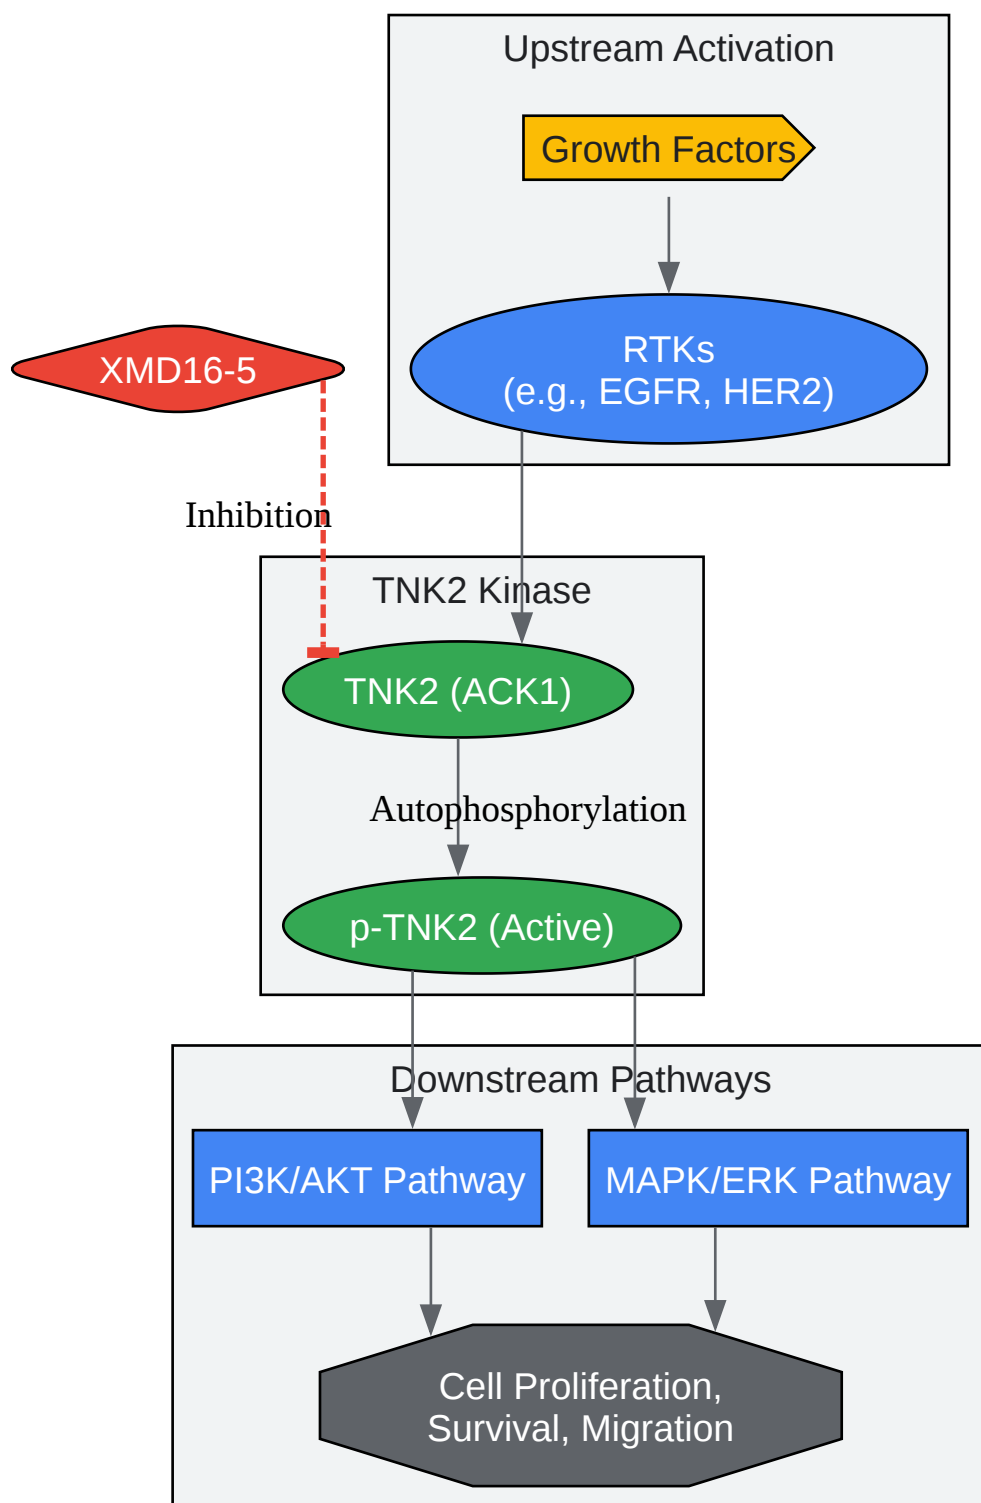 Upstream Activation
Growth Factors
RTKs
(e.g., EGFR, HER2)
XMD16-5
Inhibition
TNK2 Kinase
TNK2 (ACK1)
Autophosphorylation
p-TNK2 (Active)
Downstream Pathways
PI3K/AKT Pathway
MAPK/ERK Pathway
Cell Proliferation,
Survival, Migration